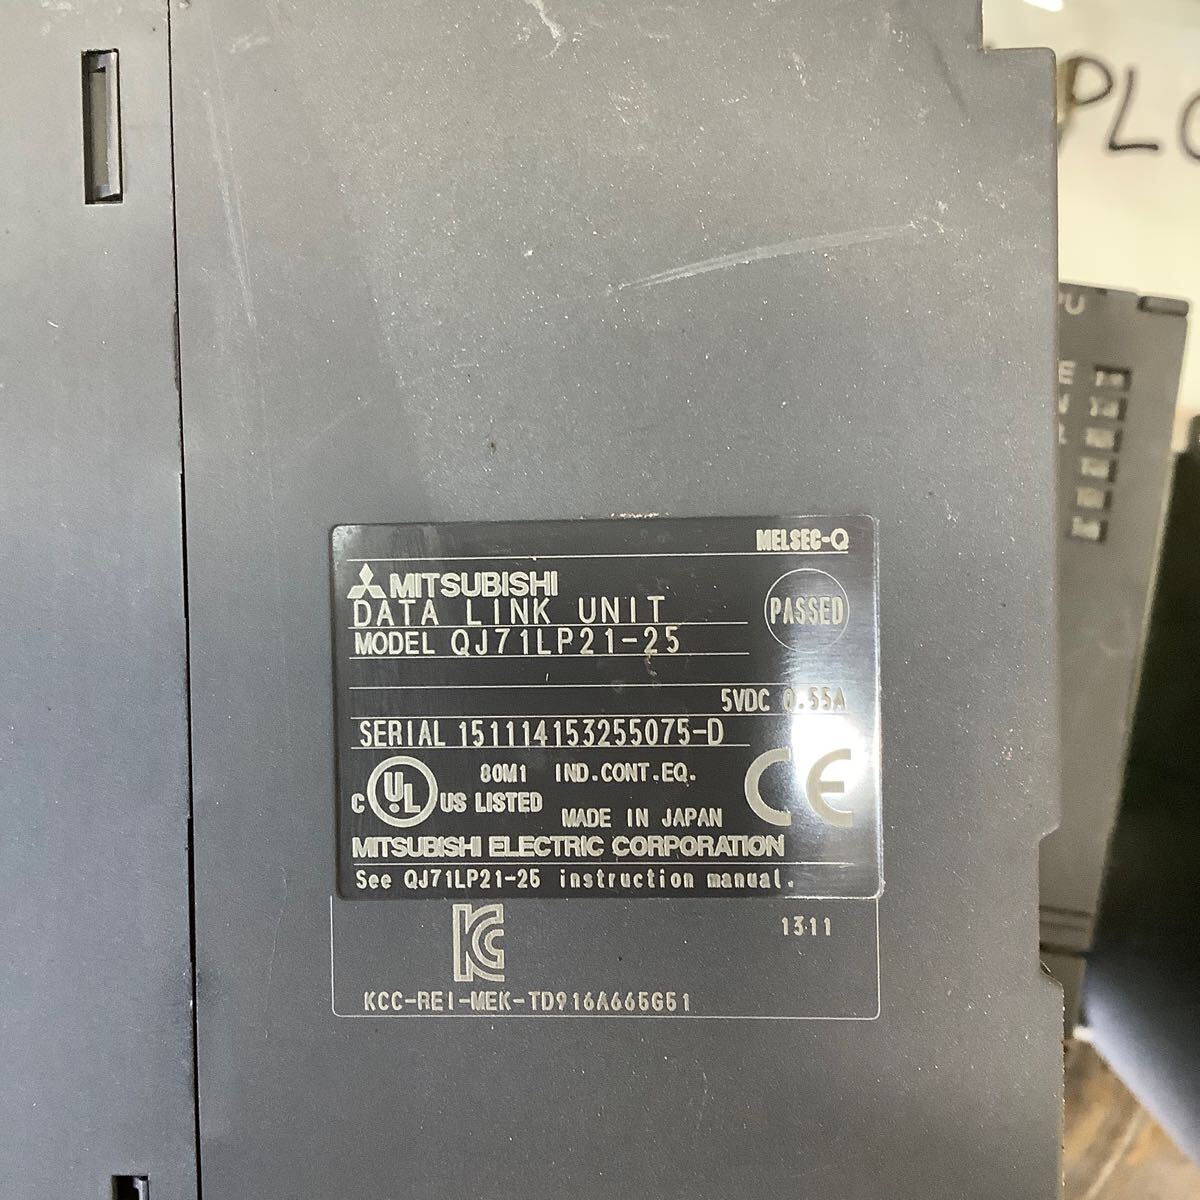 MELSEC-Q
MITSUBISHI
DATA LINK UNIT
PASSED
MODEL QJ71LP21-25
5VDC 0.55A
SERIAL 151114153255075-D
80M1 IND.CONT.EQ.
C UL US LISTED
CE
MADE IN JAPAN
MITSUBISHI ELECTRIC CORPORATION
See QJ71LP21-25 instruction manual.
1311
KCC-REI-MEK-TD916A665G51